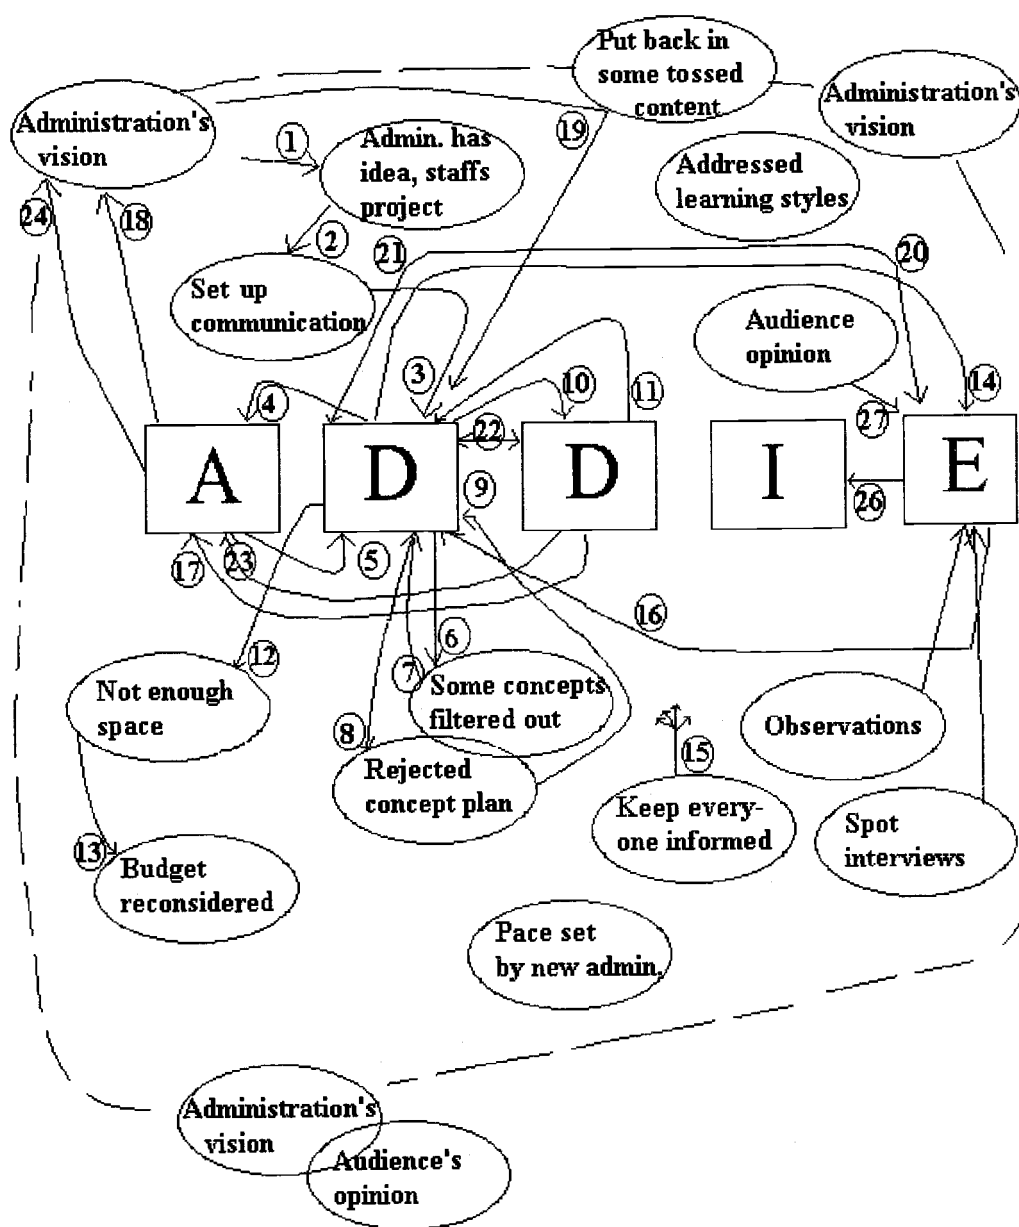 Put back in
some tossed
content
Administration's
vision
Administration's
vision
1
Admin. has
idea, staffs
project
19
Addressed
learning styles
24
18
2
21
20
Set up
communication
Audience
opinion
3
4
10
11
14
27
22
A
D
D
I
E
9
26
17
23
5
16
12
6
7
Not enough
space
Some concepts
filtered out
8
Rejected
concept plan
Observations
15
Keep every-
one informed
Spot
interviews
13
Budget
reconsidered
Pace set
by new admin.
Administration's
vision
Audience's
opinion